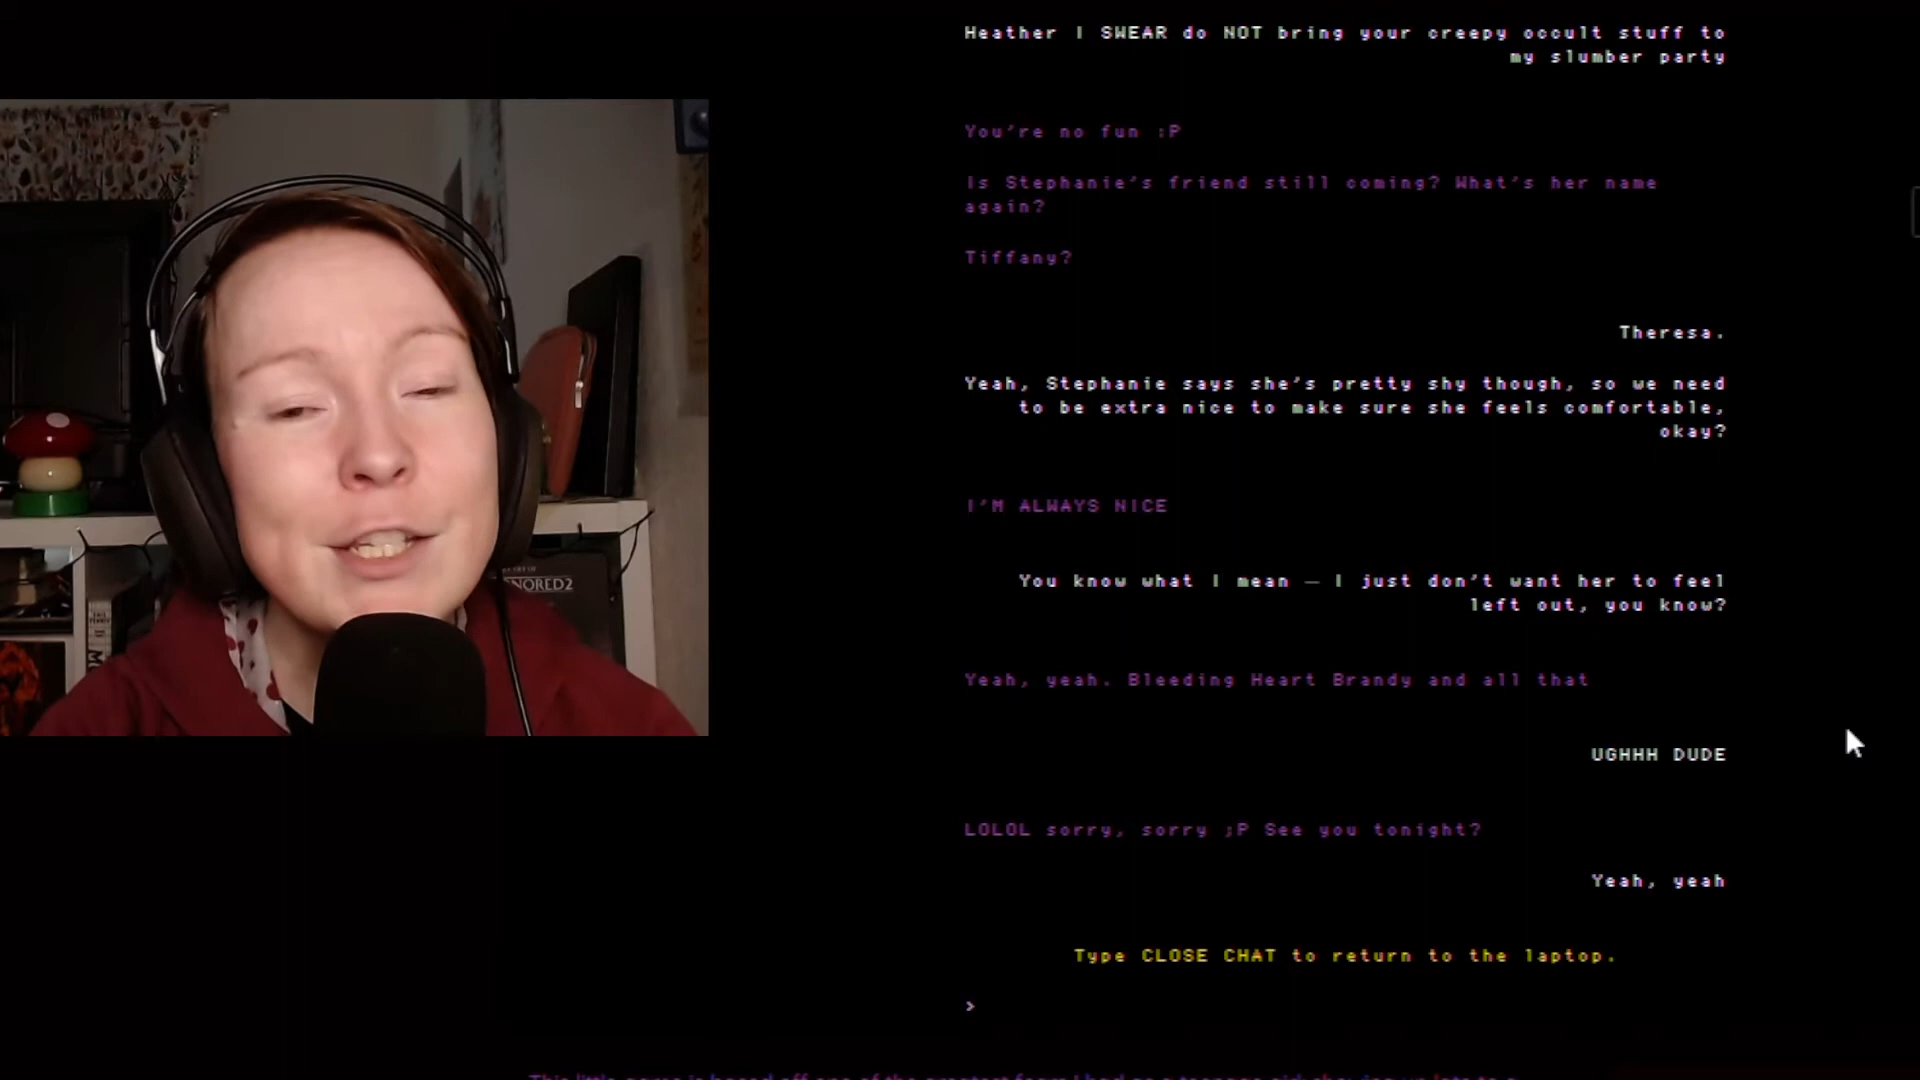 Heather I SWEAR do NOT bring your creepy occult stuff to
my slumber party
You're no fun :P
Is Stephanie's friend still coming? What's her name
again?
Tiffany?
Theresa.
Yeah, Stephanie says she's pretty shy though, so we need
to be extra nice to make sure she feels comfortable,
okay?
I'M ALWAYS NICE
You know what I mean — I just don't want her to feel
left out, you know?
Yeah, yeah. Bleeding Heart Brandy and all that
UGHHH DUDE
LOLOL sorry, sorry ;P See you tonight?
Yeah, yeah
Type CLOSE CHAT to return to the laptop.
>
NORED2